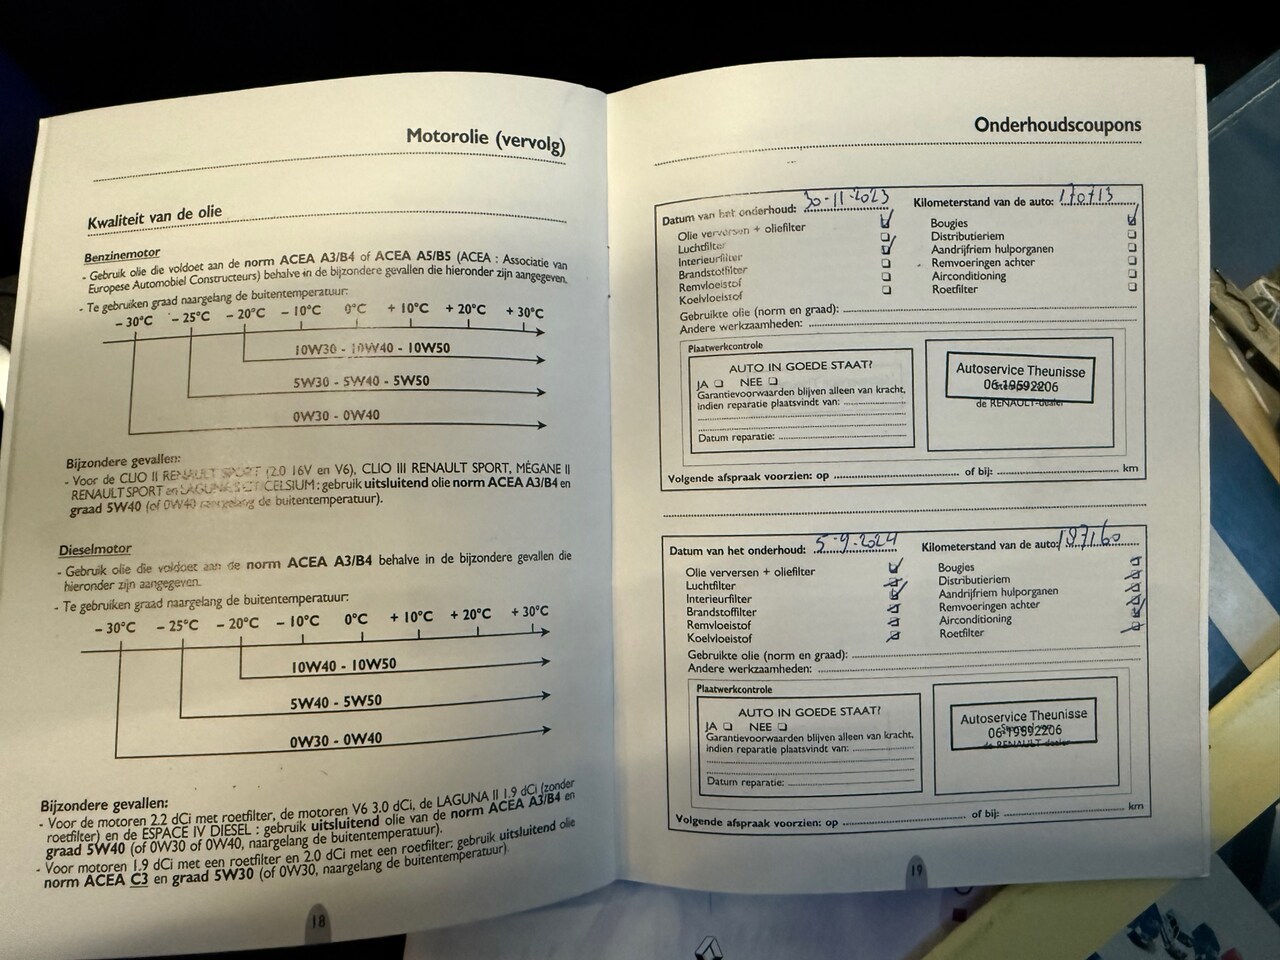 Motorolie (vervolg)
Kwaliteit van de olie
Benzinemotor
- Gebruik olie die voldoet aan de norm ACEA A3/B4 of ACEA A5/B5 (ACEA : Associatie van
Europese Automobiel Constructeurs) behalve in de bijzondere gevallen die hieronder zijn aangegeven.
- Te gebruiken graad naargelang de buitentemperatuur:
– 30°C – 25°C – 20°C – 10°C 0°C + 10°C + 20°C + 30°C
10W30 - 10W40 - 10W50
5W30 - 5W40 - 5W50
0W30 - 0W40
Bijzondere gevallen:
- Voor de CLIO II RENAULT SPORT (2.0 16V en V6), CLIO III RENAULT SPORT, MÉGANE II
RENAULT SPORT en LAGUNA CELSIUM : gebruik uitsluitend olie norm ACEA A3/B4 en
graad 5W40 (of 0W40 naargelang de buitentemperatuur).
Dieselmotor
- Gebruik olie die voldoet aan de norm ACEA A3/B4 behalve in de bijzondere gevallen die
hieronder zijn aangegeven.
- Te gebruiken graad naargelang de buitentemperatuur:
– 30°C – 25°C – 20°C – 10°C 0°C + 10°C + 20°C + 30°C
10W40 - 10W50
5W40 - 5W50
0W30 - 0W40
Bijzondere gevallen:
- Voor de motoren 2.2 dCi met roetfilter, de motoren V6 3.0 dCi, de LAGUNA II 1.9 dCi (zonder
roetfilter) en de ESPACE IV DIESEL : gebruik uitsluitend olie van de norm ACEA A3/B4 en
graad 5W40 (of 0W30 of 0W40, naargelang de buitentemperatuur).
- Voor motoren 1.9 dCi met een roetfilter en 2.0 dCi met een roetfilter: gebruik uitsluitend olie
norm ACEA C3 en graad 5W30 (of 0W30, naargelang de buitentemperatuur).
18
Onderhoudscoupons
Datum van het onderhoud: 30-11-2023 Kilometerstand van de auto: 170713
Olie verversen + oliefilter Bougies
Luchtfilter Distributieriem
Interieurfilter Aandrijfriem hulporganen
Brandstoffilter Remvoeringen achter
Remvloeistof Airconditioning
Koelvloeistof Roetfilter
Gebruikte olie (norm en graad):
Andere werkzaamheden:
Plaatwerkcontrole
AUTO IN GOEDE STAAT?
JA NEE
Garantievoorwaarden blijven alleen van kracht,
indien reparatie plaatsvindt van:
Datum reparatie:
Autoservice Theunisse
06-19592206
de RENAULT-dealer
Volgende afspraak voorzien: op of bij: km
Datum van het onderhoud: 5-9-2024 Kilometerstand van de auto: 187160
Olie verversen + oliefilter Bougies
Luchtfilter Distributieriem
Interieurfilter Aandrijfriem hulporganen
Brandstoffilter Remvoeringen achter
Remvloeistof Airconditioning
Koelvloeistof Roetfilter
Gebruikte olie (norm en graad):
Andere werkzaamheden:
Plaatwerkcontrole
AUTO IN GOEDE STAAT?
JA NEE
Garantievoorwaarden blijven alleen van kracht,
indien reparatie plaatsvindt van:
Datum reparatie:
Autoservice Theunisse
06-19592206
de RENAULT-dealer
Volgende afspraak voorzien: op of bij: km
19